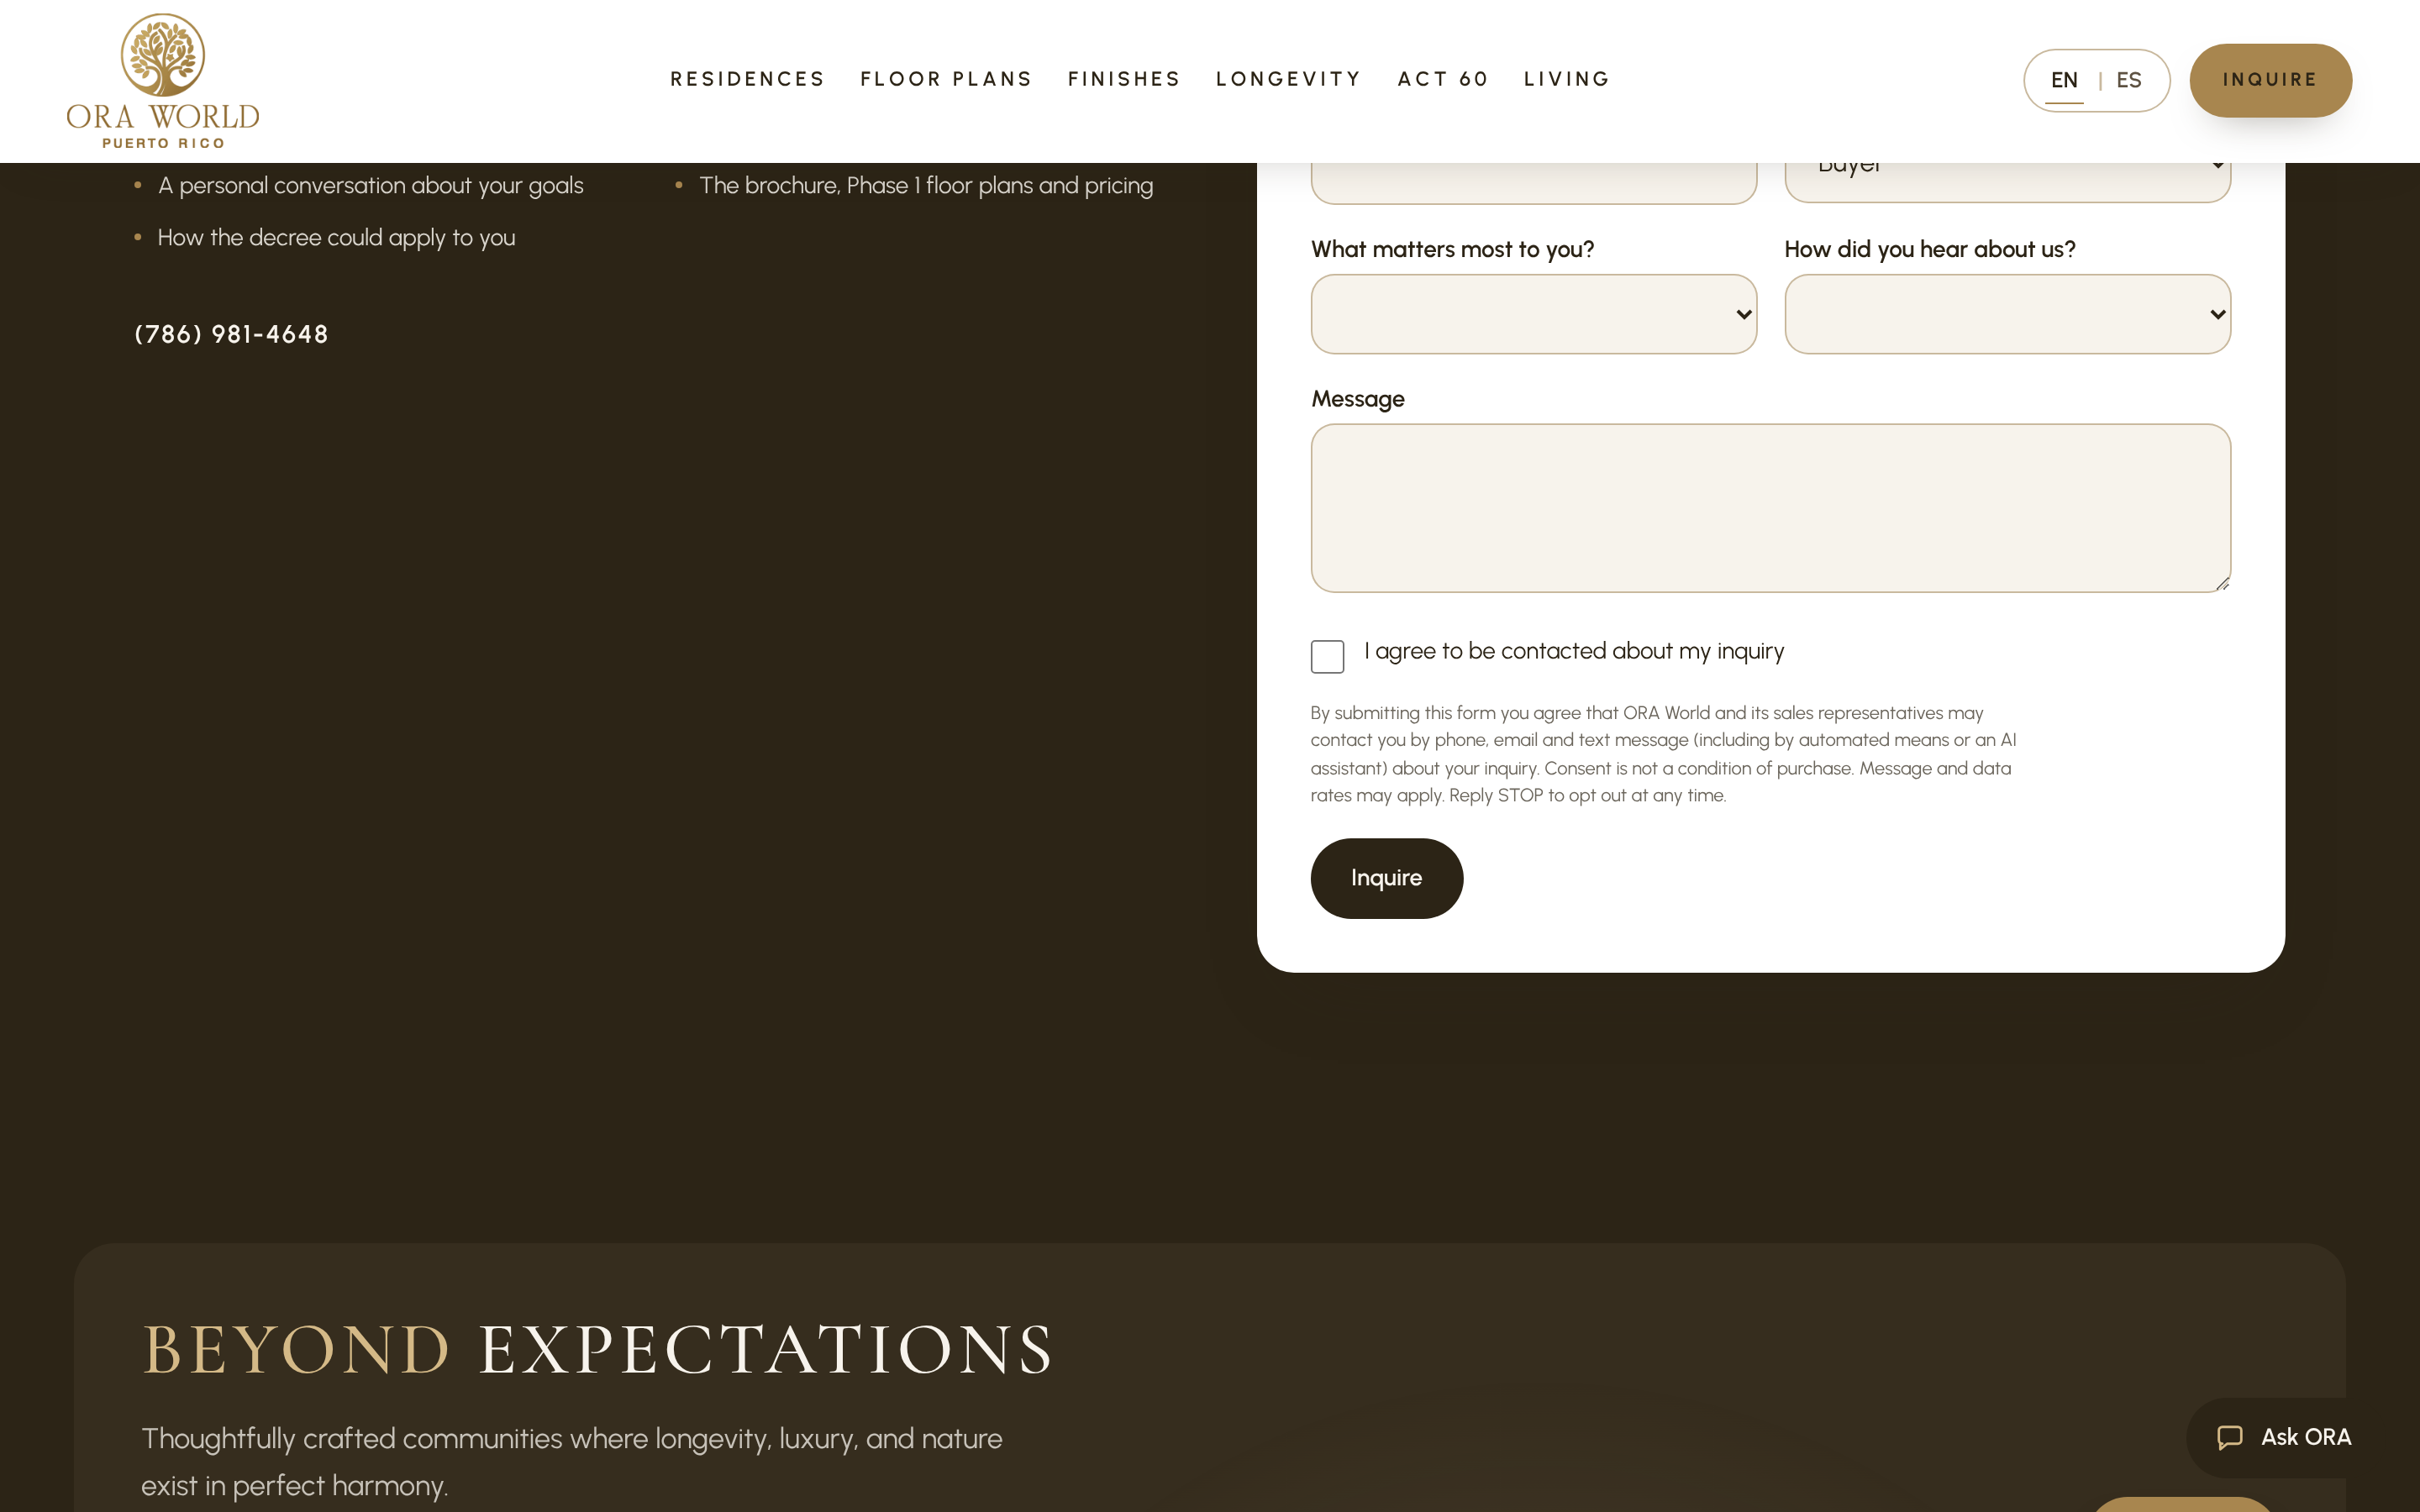 ORA WORLD
PUERTO RICO
RESIDENCES
FLOOR PLANS
FINISHES
LONGEVITY
ACT 60
LIVING
EN | ES
INQUIRE
A personal conversation about your goals
The brochure, Phase 1 floor plans and pricing
How the decree could apply to you
(786) 981-4648
Buyer
What matters most to you?
How did you hear about us?
Message
I agree to be contacted about my inquiry
By submitting this form you agree that ORA World and its sales representatives may
contact you by phone, email and text message (including by automated means or an AI
assistant) about your inquiry. Consent is not a condition of purchase. Message and data
rates may apply. Reply STOP to opt out at any time.
Inquire
BEYOND EXPECTATIONS
Thoughtfully crafted communities where longevity, luxury, and nature
exist in perfect harmony.
Ask ORA